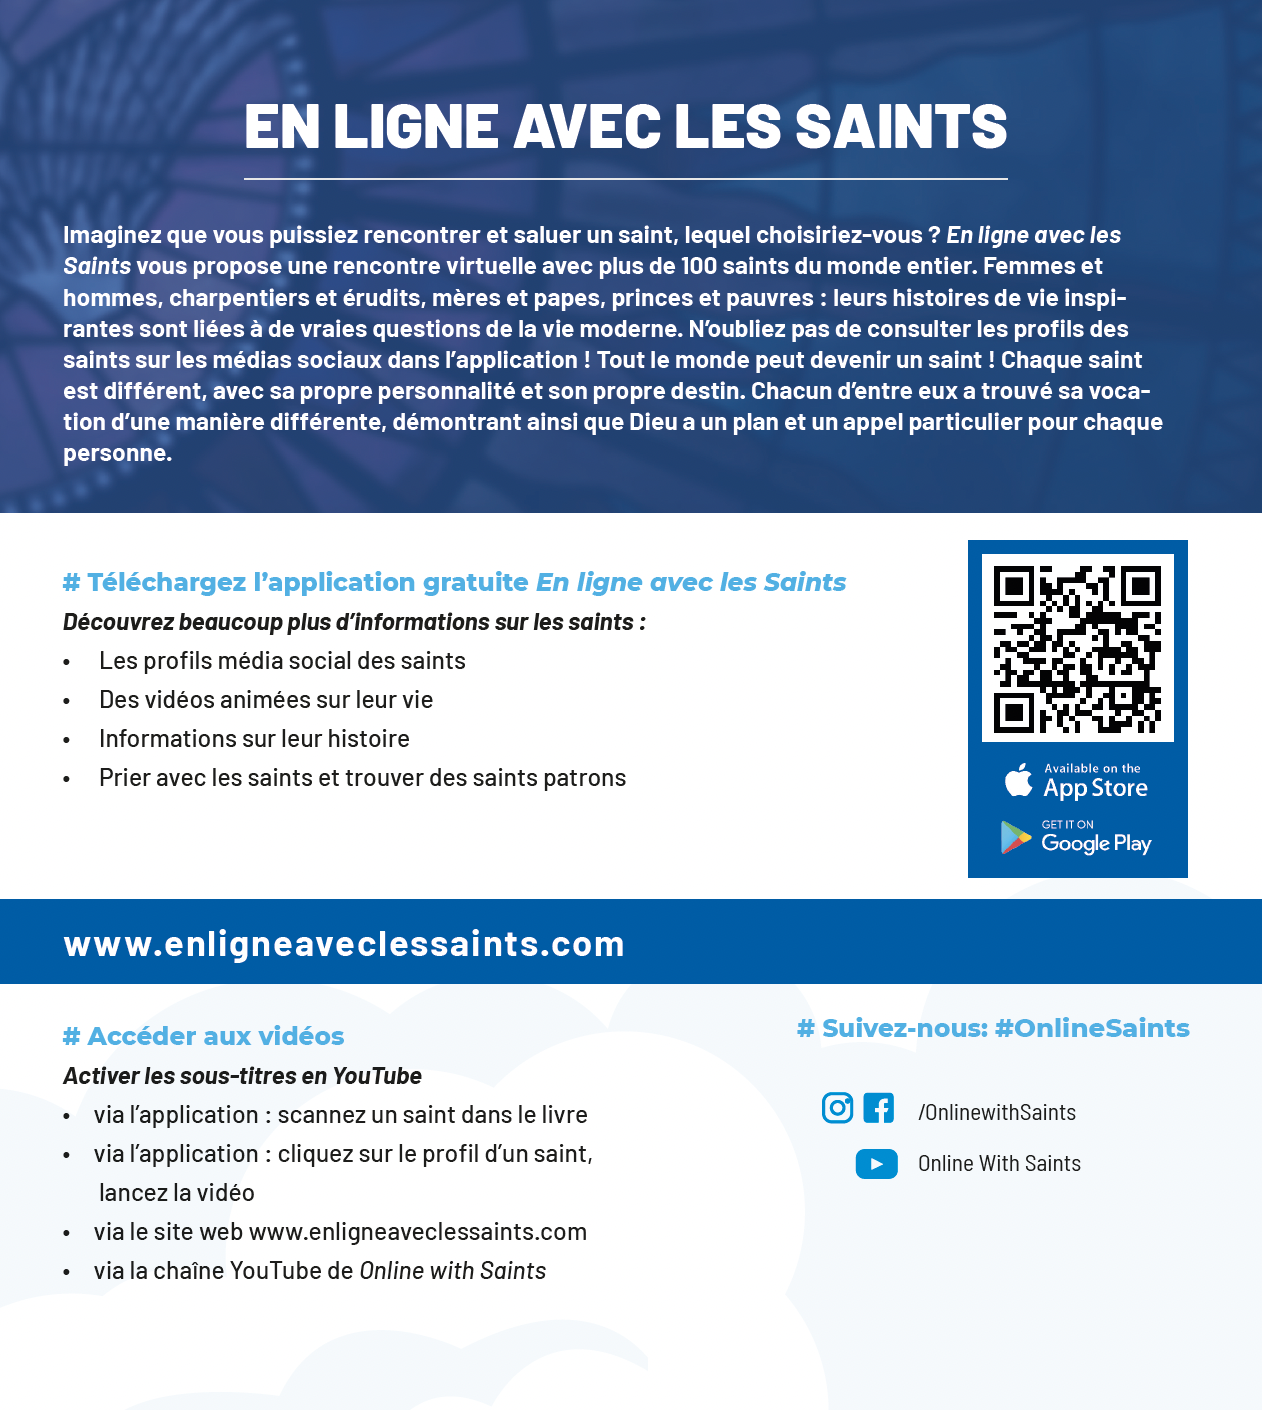 EN LIGNE AVEC LES SAINTS
Imaginez que vous puissiez rencontrer et saluer un saint, lequel choisiriez-vous ? En ligne avec les
Saints vous propose une rencontre virtuelle avec plus de 100 saints du monde entier. Femmes et
hommes, charpentiers et érudits, mères et papes, princes et pauvres : leurs histoires de vie inspi-
rantes sont liées à de vraies questions de la vie moderne. N’oubliez pas de consulter les profils des
saints sur les médias sociaux dans l’application ! Tout le monde peut devenir un saint ! Chaque saint
est différent, avec sa propre personnalité et son propre destin. Chacun d’entre eux a trouvé sa voca-
tion d’une manière différente, démontrant ainsi que Dieu a un plan et un appel particulier pour chaque
personne.
# Téléchargez l’application gratuite En ligne avec les Saints
Découvrez beaucoup plus d’informations sur les saints :
• Les profils média social des saints
• Des vidéos animées sur leur vie
• Informations sur leur histoire
• Prier avec les saints et trouver des saints patrons
Available on the
App Store
GET IT ON
Google Play
www.enligneaveclessaints.com
# Accéder aux vidéos
Activer les sous-titres en YouTube
• via l’application : scannez un saint dans le livre
• via l’application : cliquez sur le profil d’un saint,
lancez la vidéo
• via le site web www.enligneaveclessaints.com
• via la chaîne YouTube de Online with Saints
# Suivez-nous: #OnlineSaints
/OnlinewithSaints
Online With Saints